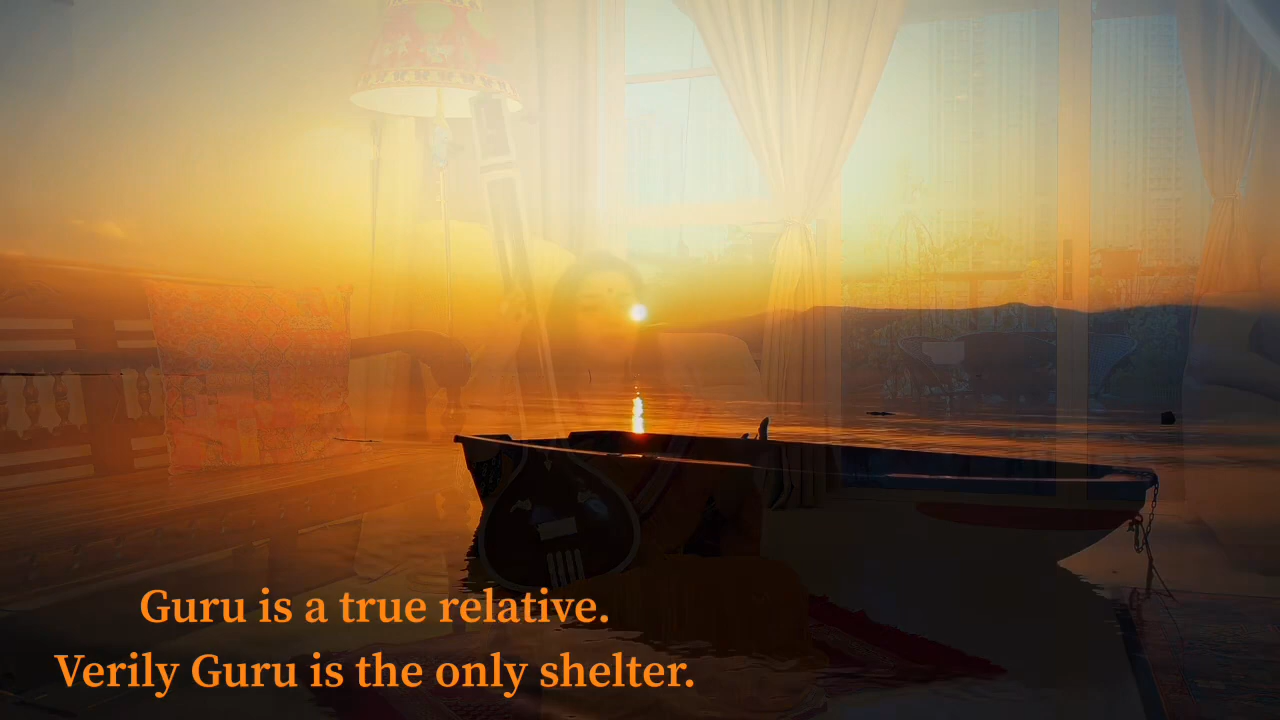 Guru is a true relative.
Verily Guru is the only shelter.